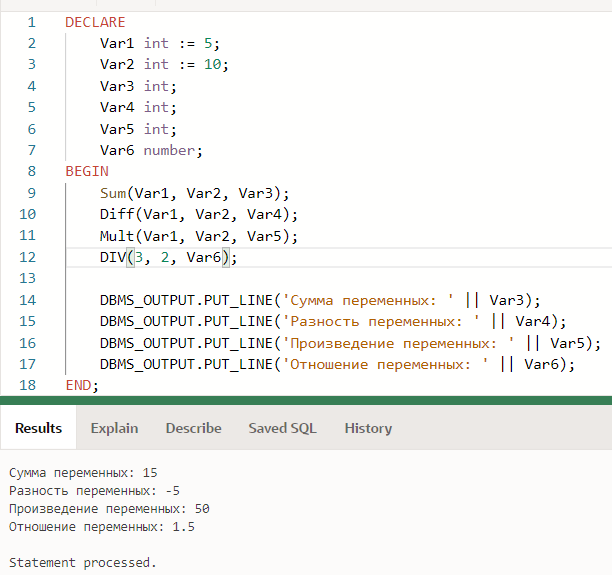 1 DECLARE
2 Var1 int := 5;
3 Var2 int := 10;
4 Var3 int;
5 Var4 int;
6 Var5 int;
7 Var6 number;
8 BEGIN
9 Sum(Var1, Var2, Var3);
10 Diff(Var1, Var2, Var4);
11 Mult(Var1, Var2, Var5);
12 DIV(3, 2, Var6);
13
14 DBMS_OUTPUT.PUT_LINE('Сумма переменных: ' || Var3);
15 DBMS_OUTPUT.PUT_LINE('Разность переменных: ' || Var4);
16 DBMS_OUTPUT.PUT_LINE('Произведение переменных: ' || Var5);
17 DBMS_OUTPUT.PUT_LINE('Отношение переменных: ' || Var6);
18 END;
Results Explain Describe Saved SQL History
Сумма переменных: 15
Разность переменных: -5
Произведение переменных: 50
Отношение переменных: 1.5
Statement processed.